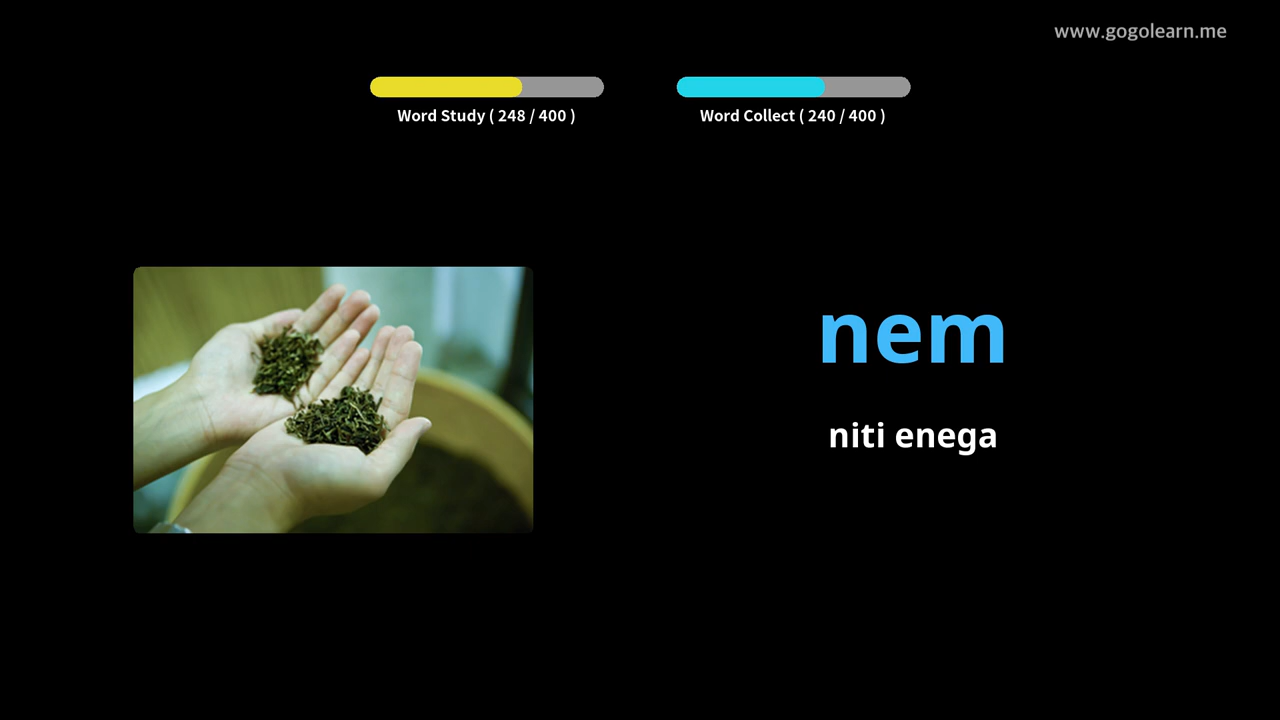 www.gogolearn.me
Word Study ( 248 / 400 )
Word Collect ( 240 / 400 )
nem
niti enega